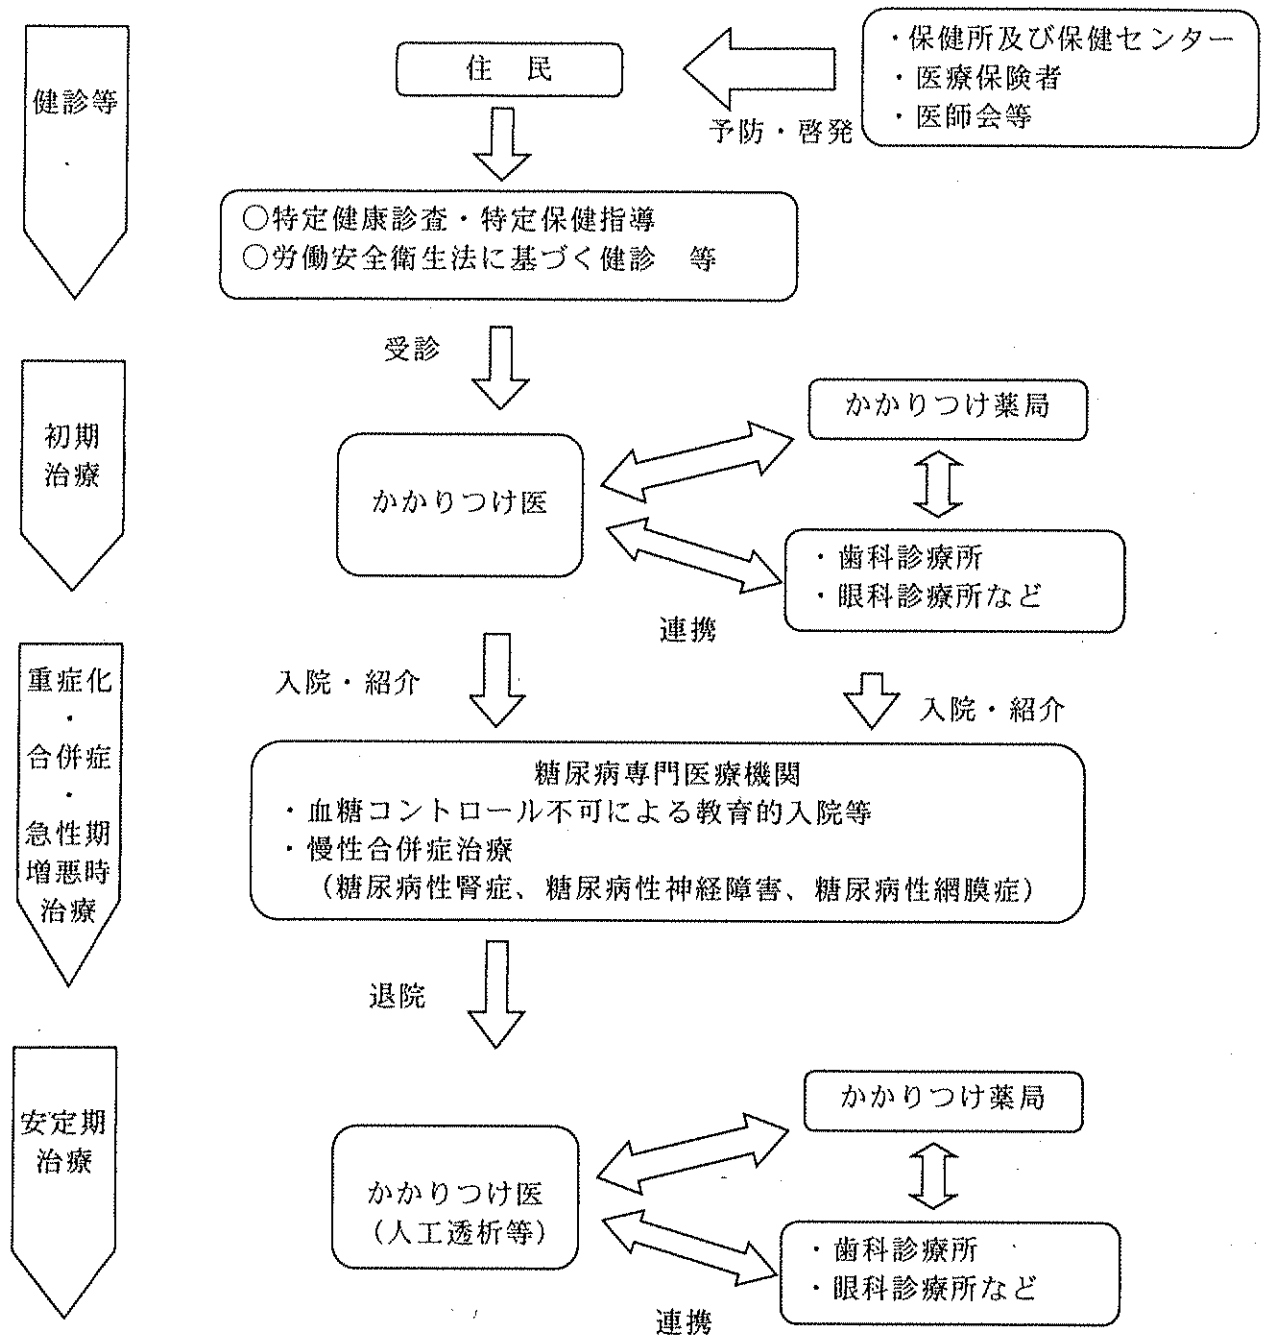 健診等
住　民
・保健所及び保健センター
・医療保険者
・医師会等
予防・啓発
○特定健康診査・特定保健指導
○労働安全衛生法に基づく健診　等
受診
初期
治療
かかりつけ医
かかりつけ薬局
・歯科診療所
・眼科診療所など
連携
重症化
・
合併症
・
急性期
増悪時
治療
入院・紹介
入院・紹介
糖尿病専門医療機関
・血糖コントロール不可による教育的入院等
・慢性合併症治療
（糖尿病性腎症、糖尿病性神経障害、糖尿病性網膜症）
退院
安定期
治療
かかりつけ医
（人工透析等）
かかりつけ薬局
・歯科診療所
・眼科診療所など
連携